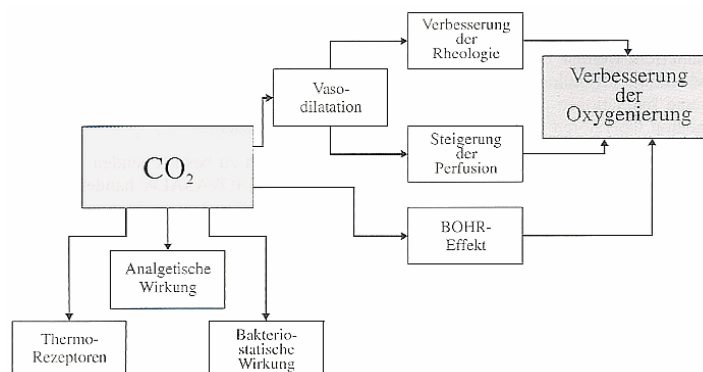 Verbesserung
der
Rheologie
Verbesserung
der
Oxygenierung
Vaso-
dilatation
Steigerung
der
Perfusion
CO₂
BOHR-
Effekt
Analgetische
Wirkung
Thermo-
Rezeptoren
Bakterio-
statische
Wirkung